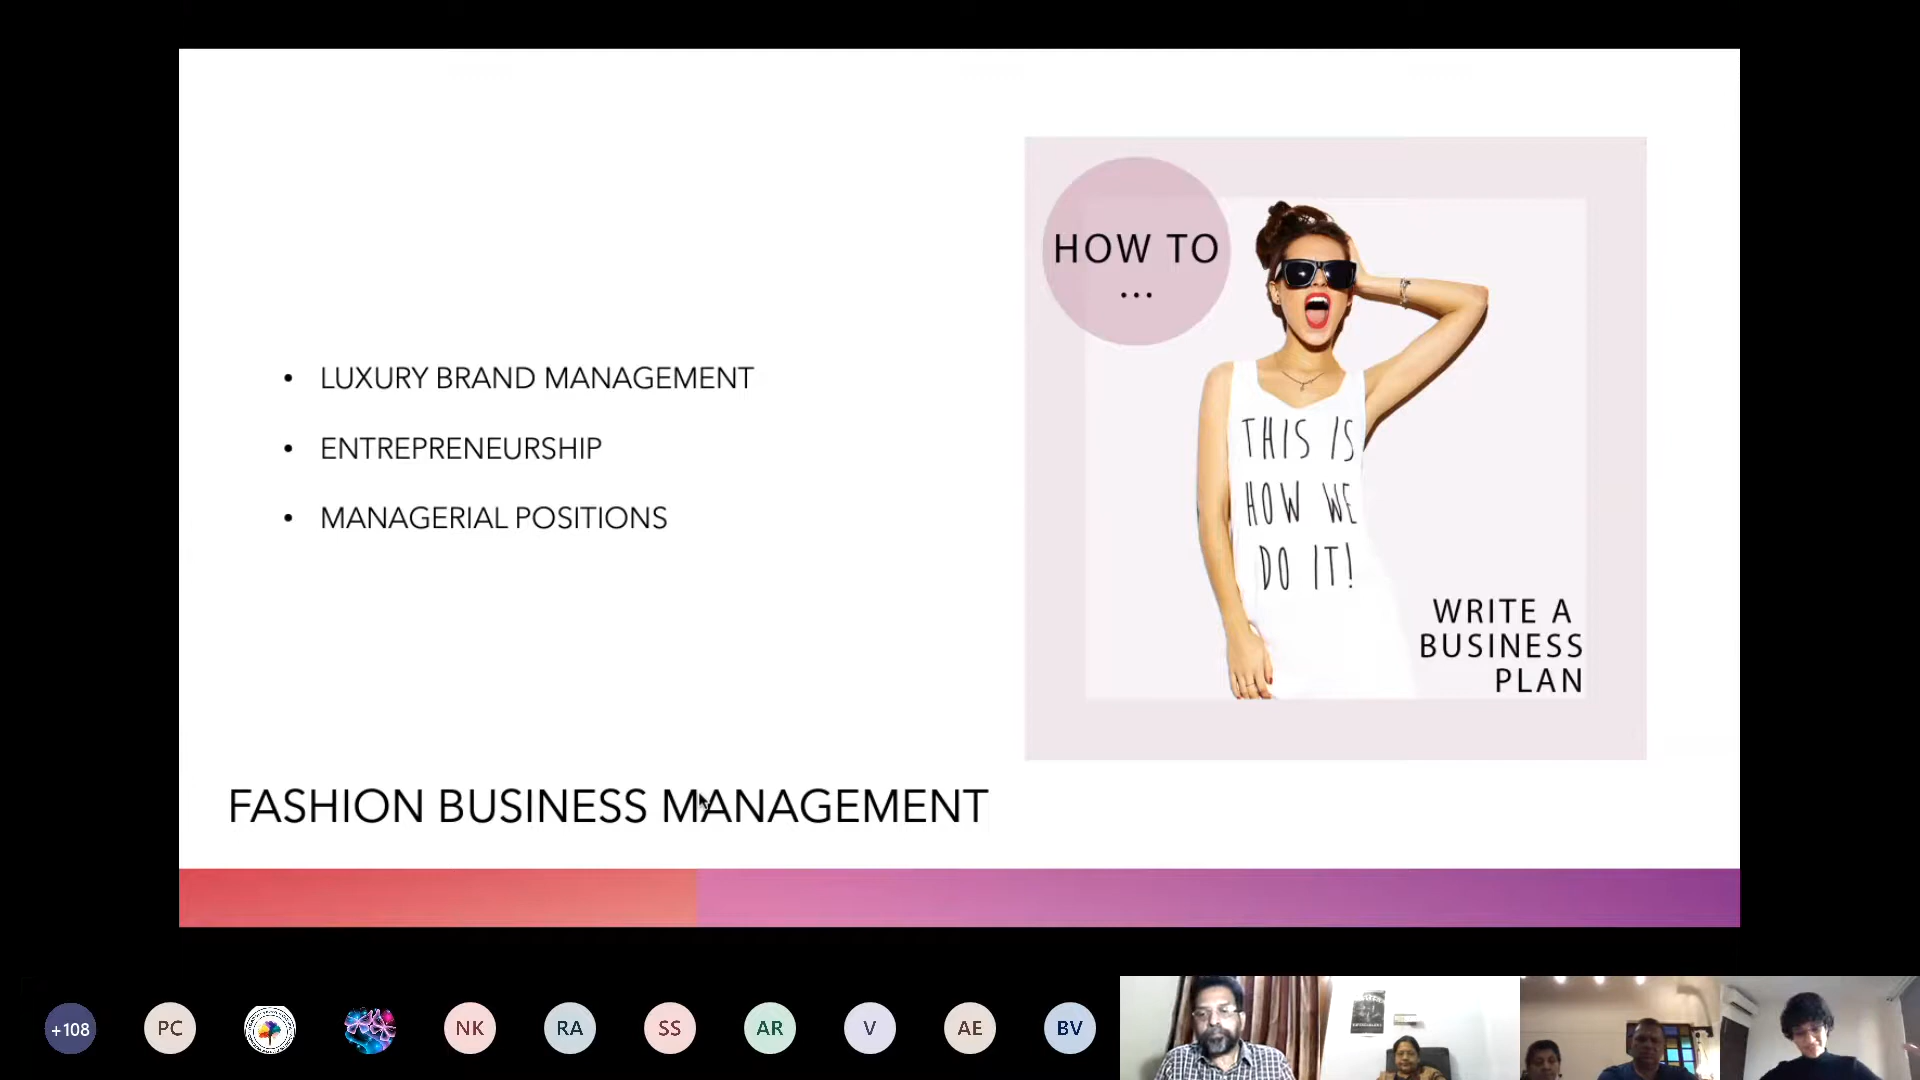 LUXURY BRAND MANAGEMENT
ENTREPRENEURSHIP
MANAGERIAL POSITIONS
HOW TO
...
THIS IS
HOW WE
DO IT!
WRITE A
BUSINESS
PLAN
FASHION BUSINESS MANAGEMENT
+108
PC
NK
RA
SS
AR
V
AE
BV